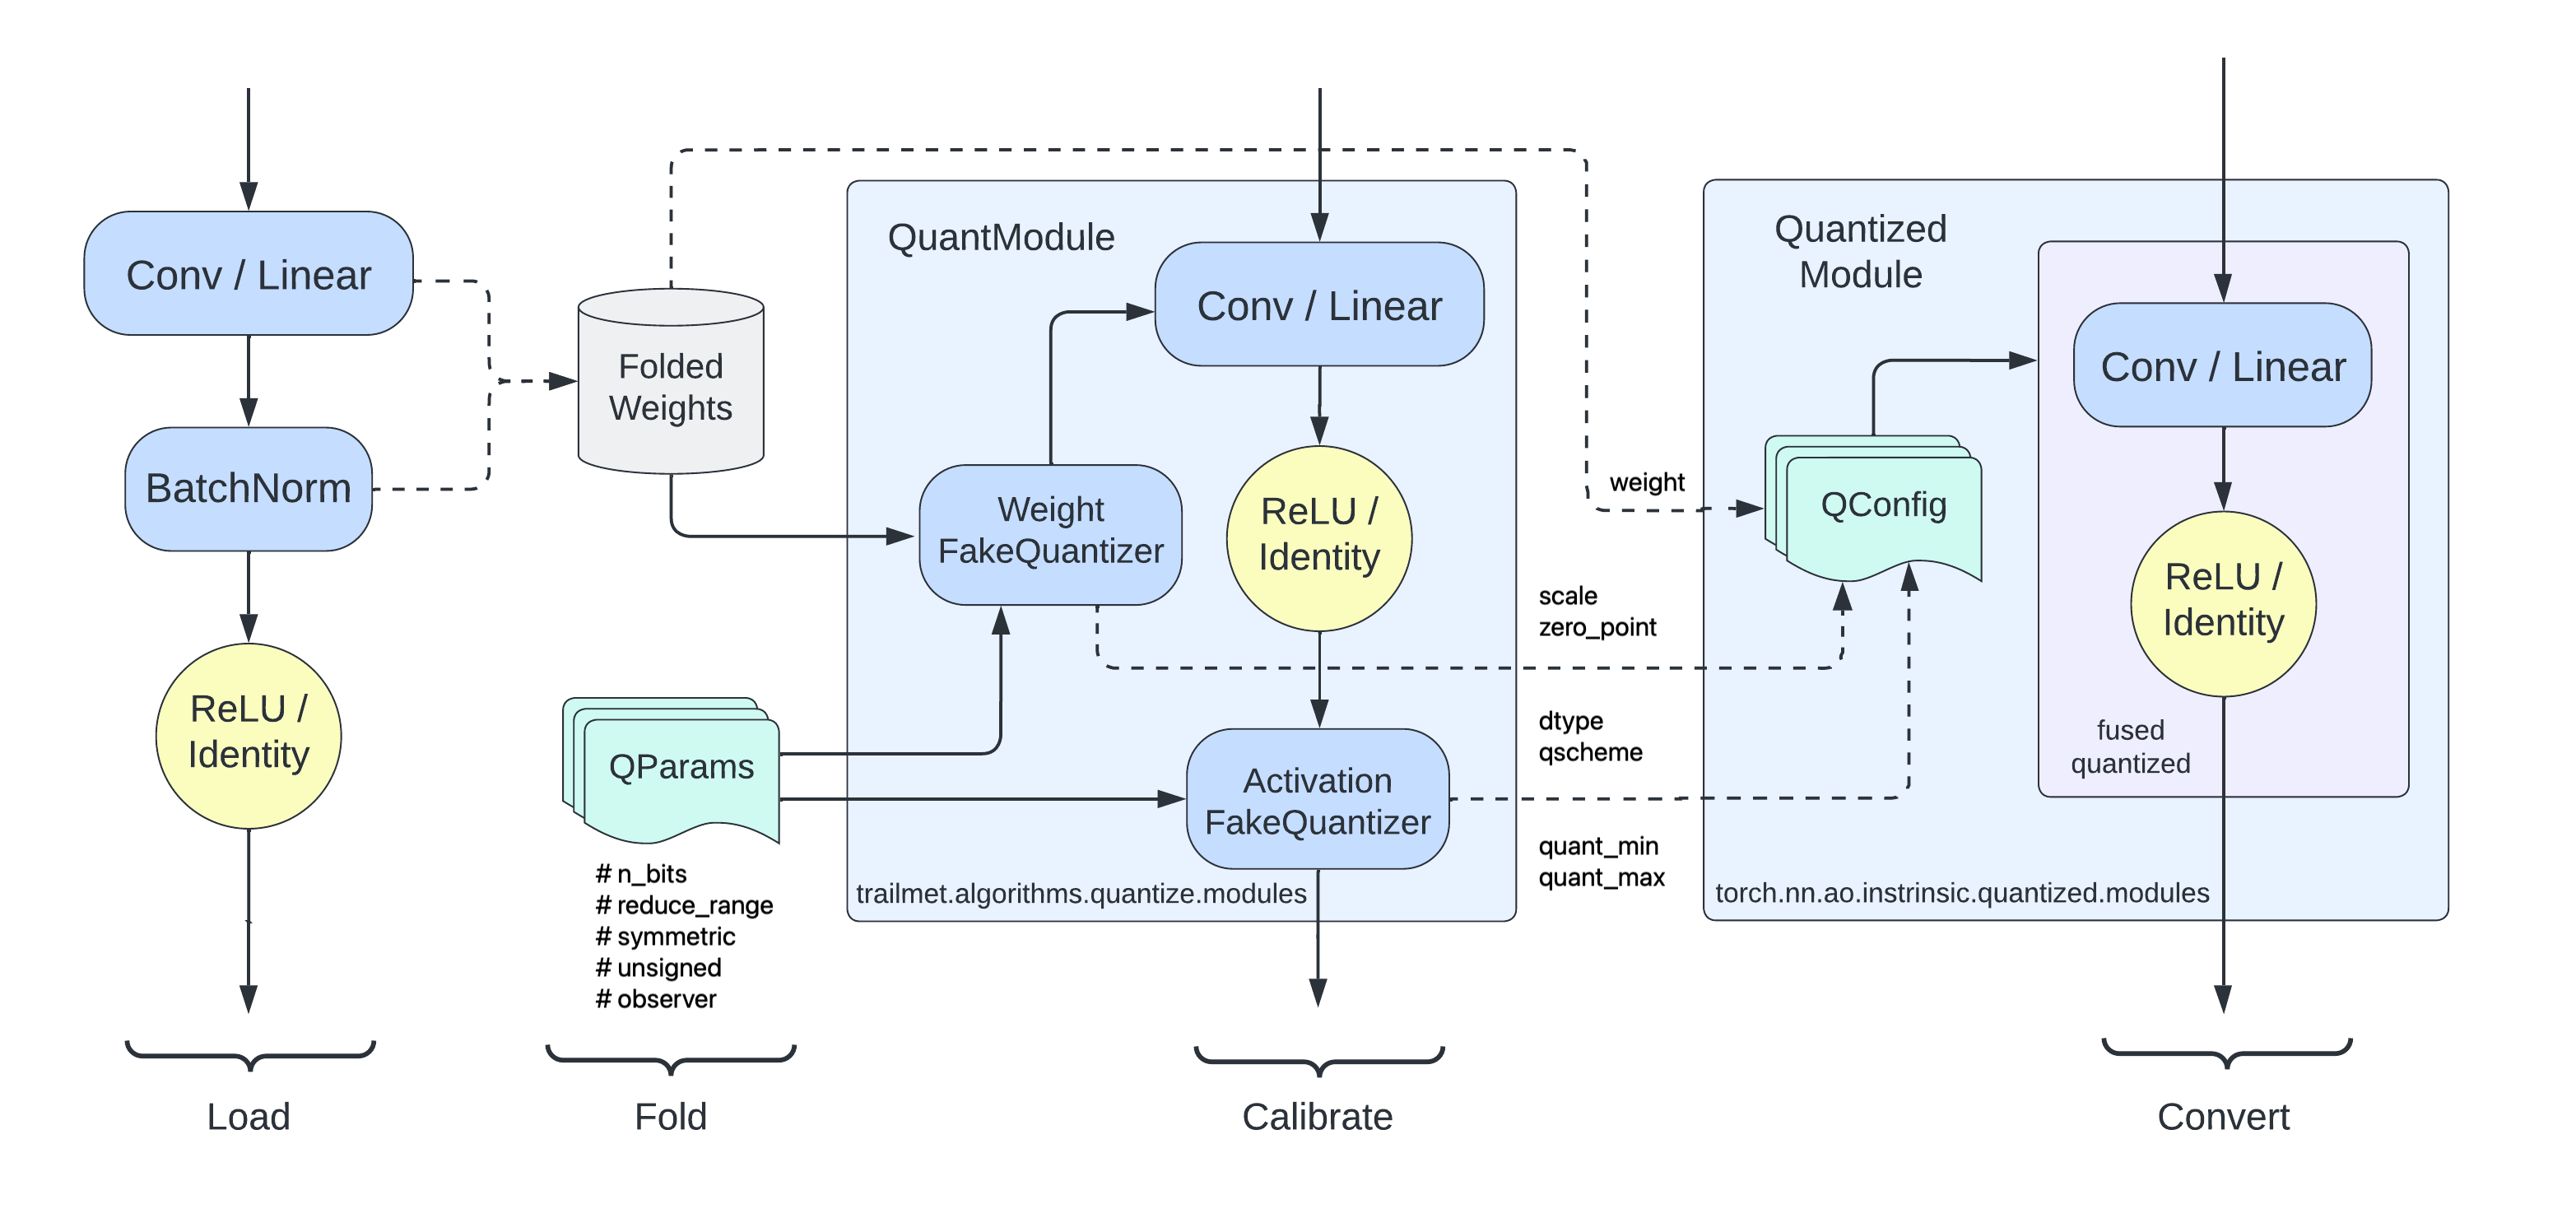 Conv / Linear
BatchNorm
ReLU /
Identity
Load
Folded
Weights
QParams
# n_bits
# reduce_range
# symmetric
# unsigned
# observer
Fold
QuantModule
Conv / Linear
Weight
FakeQuantizer
ReLU /
Identity
Activation
FakeQuantizer
trailmet.algorithms.quantize.modules
Calibrate
weight
scale
zero_point
dtype
qscheme
quant_min
quant_max
Quantized
Module
QConfig
Conv / Linear
ReLU /
Identity
fused
quantized
torch.nn.ao.instrinsic.quantized.modules
Convert